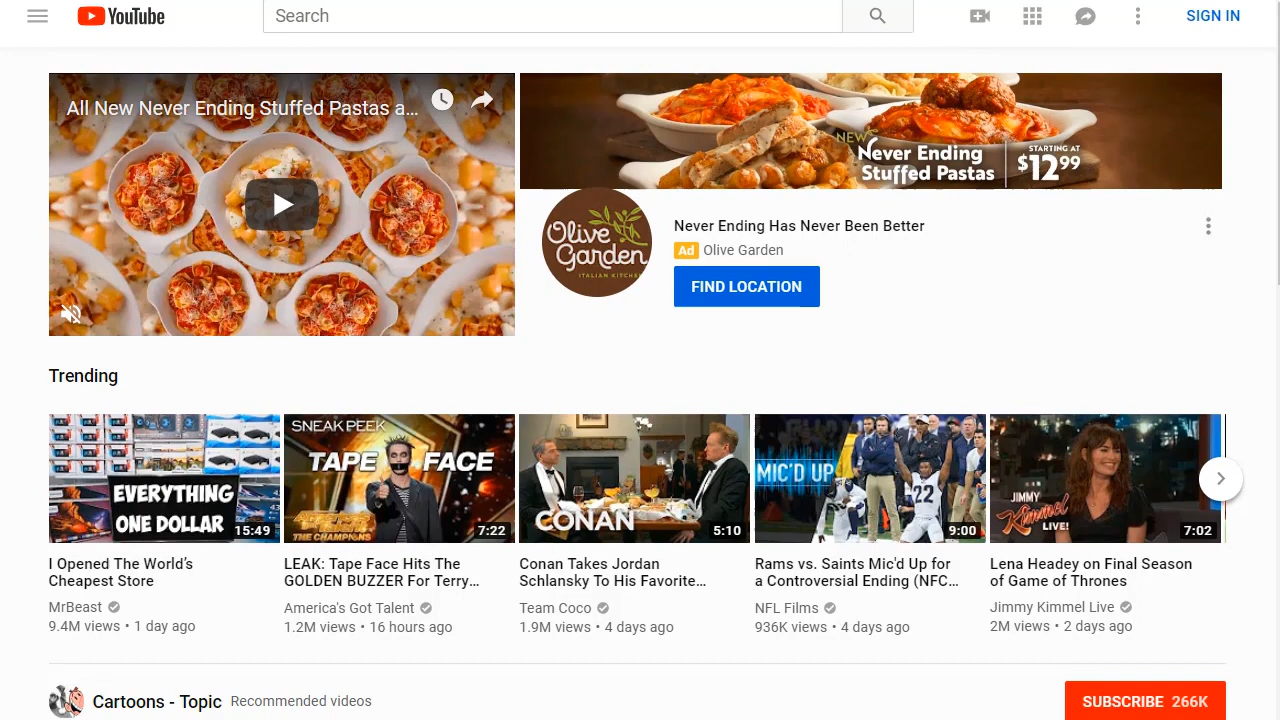 YouTube
Search
SIGN IN
All New Never Ending Stuffed Pastas a...
NEW
Never Ending
Stuffed Pastas
STARTING AT
$12.99
Olive
Garden
ITALIAN KITCHEN
Never Ending Has Never Been Better
Ad Olive Garden
FIND LOCATION
Trending
EVERYTHING
ONE DOLLAR
15:49
SNEAK PEEK
TAPE FACE
AMERICA'S GOT TALENT
THE CHAMPIONS
7:22
CONAN
5:10
MIC'D UP
22
9:00
JIMMY
Kimmel
LIVE!
7:02
I Opened The World's
Cheapest Store
MrBeast
9.4M views • 1 day ago
LEAK: Tape Face Hits The
GOLDEN BUZZER For Terry...
America's Got Talent
1.2M views • 16 hours ago
Conan Takes Jordan
Schlansky To His Favorite...
Team Coco
1.9M views • 4 days ago
Rams vs. Saints Mic'd Up for
a Controversial Ending (NFC...
NFL Films
936K views • 4 days ago
Lena Headey on Final Season
of Game of Thrones
Jimmy Kimmel Live
2M views • 2 days ago
Cartoons - Topic Recommended videos
SUBSCRIBE 266K